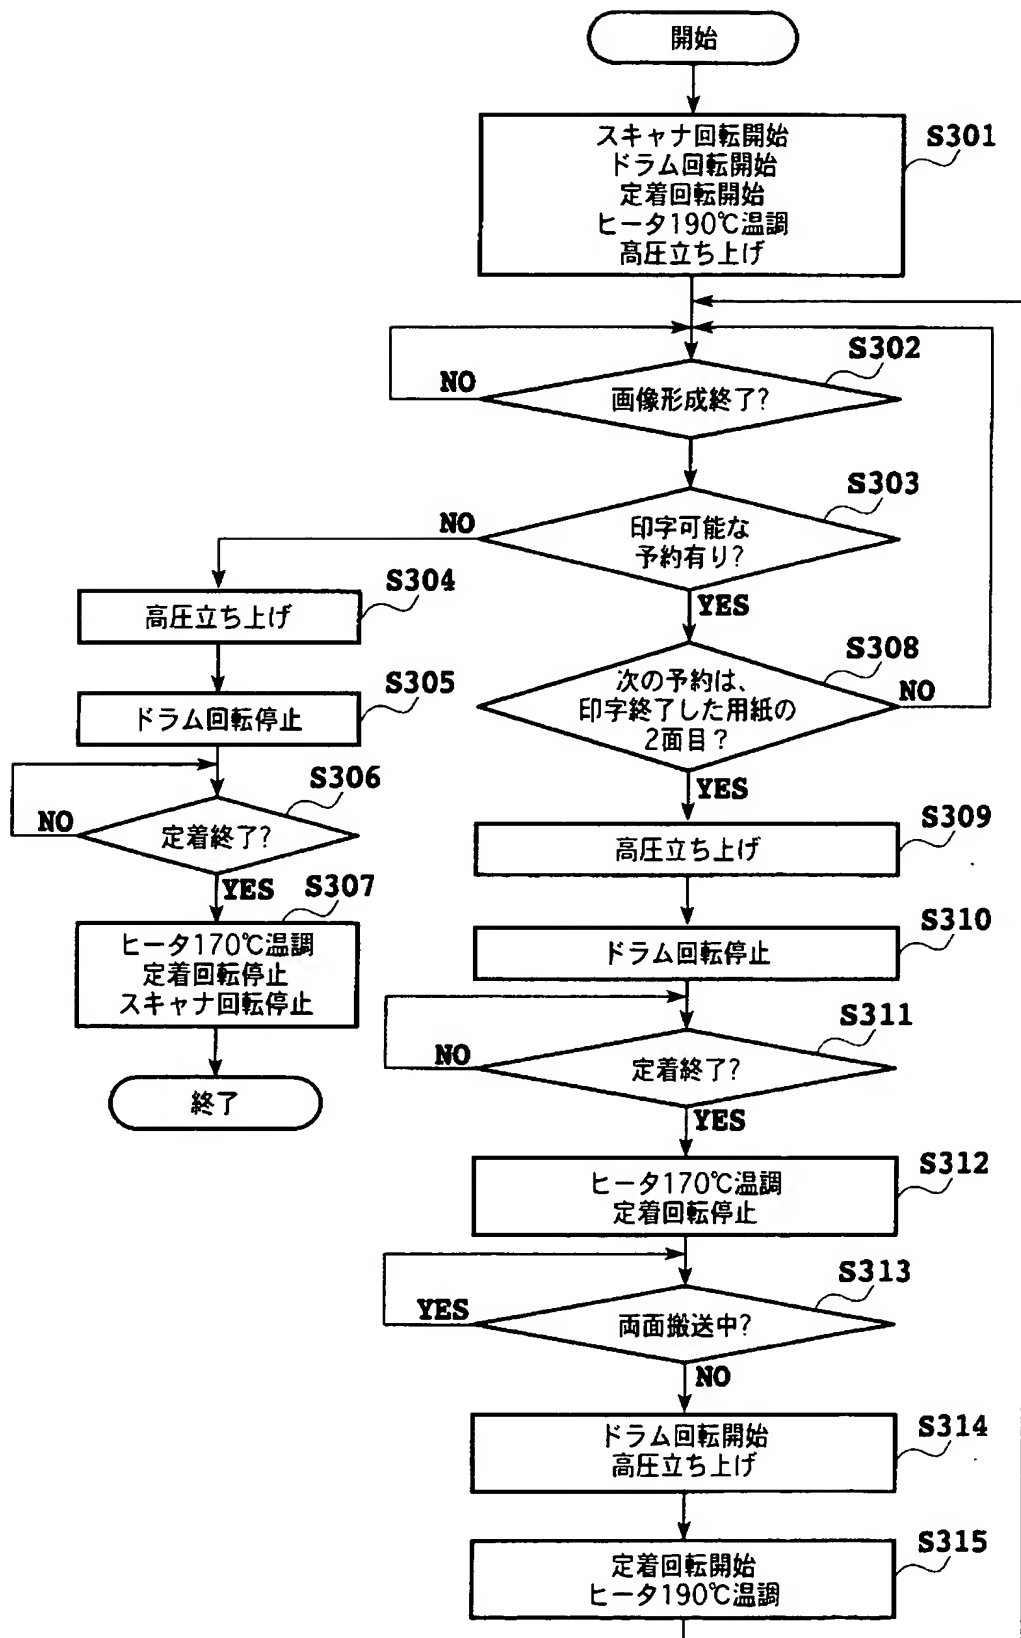 開始
S301
スキャナ回転開始
ドラム回転開始
定着回転開始
ヒータ190℃温調
高圧立ち上げ
S302
画像形成終了?
NO
S303
印字可能な
予約有り?
NO
YES
S304
高圧立ち上げ
S305
ドラム回転停止
S306
定着終了?
NO
YES
S307
ヒータ170℃温調
定着回転停止
スキャナ回転停止
終了
S308
次の予約は、
印字終了した用紙の
2面目?
NO
YES
S309
高圧立ち上げ
S310
ドラム回転停止
S311
定着終了?
NO
YES
S312
ヒータ170℃温調
定着回転停止
S313
両面搬送中?
YES
NO
S314
ドラム回転開始
高圧立ち上げ
S315
定着回転開始
ヒータ190℃温調